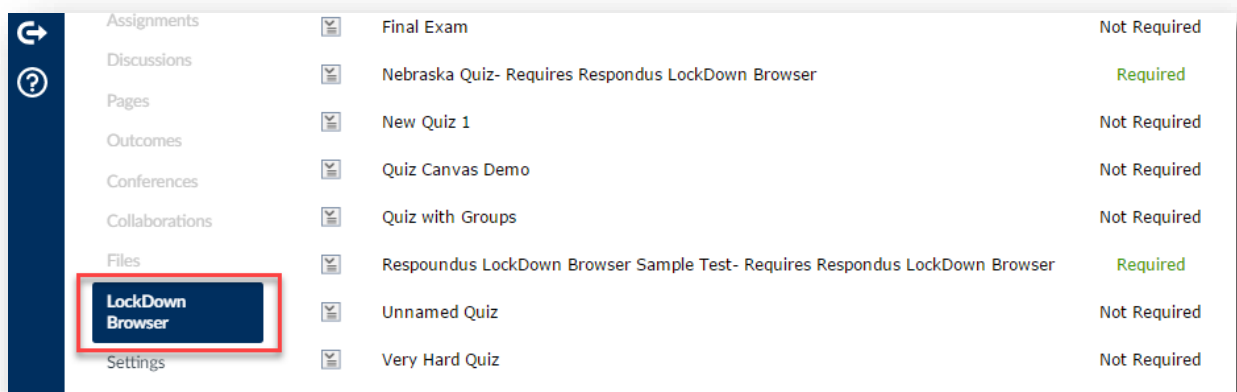 Assignments
Discussions
Pages
Outcomes
Conferences
Collaborations
Files
LockDown
Browser
Settings
Final Exam Not Required
Nebraska Quiz- Requires Respondus LockDown Browser Required
New Quiz 1 Not Required
Quiz Canvas Demo Not Required
Quiz with Groups Not Required
Respoundus LockDown Browser Sample Test- Requires Respondus LockDown Browser Required
Unnamed Quiz Not Required
Very Hard Quiz Not Required